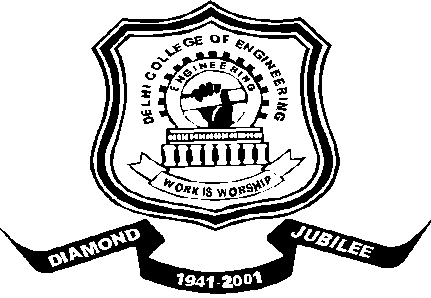 DELHI COLLEGE OF ENGINEERING
ENGINEERING
WORK IS WORSHIP
DIAMOND
1941-2001
JUBILEE